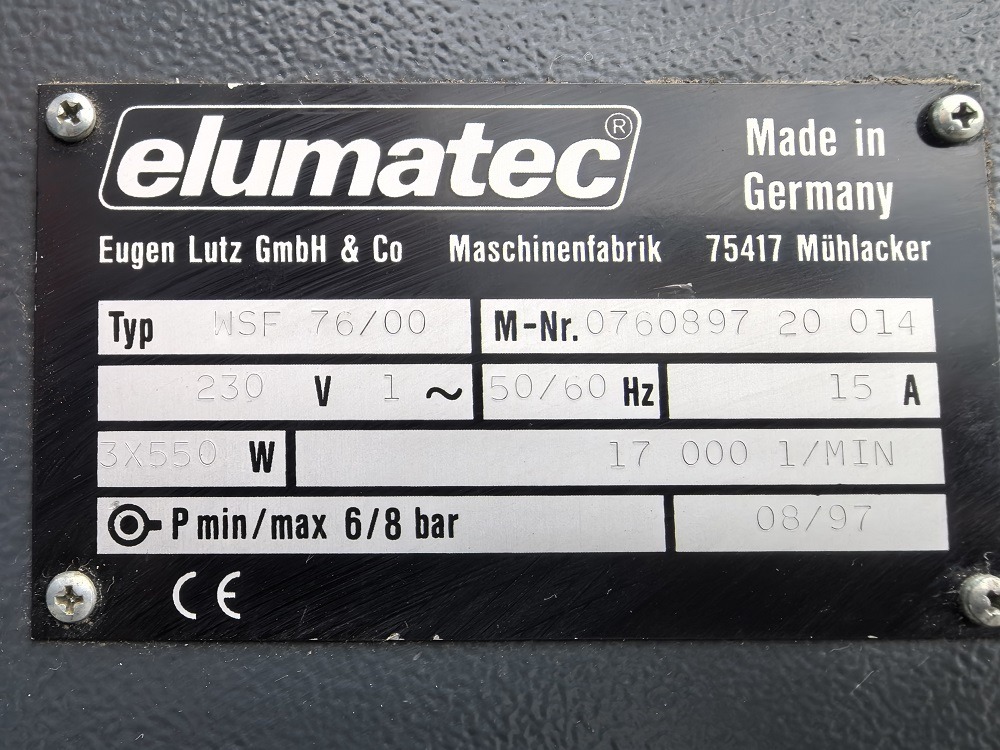 elumatec®
Made in
Germany
Eugen Lutz GmbH & Co Maschinenfabrik 75417 Mühlacker
Typ WSF 76/00 M-Nr. 0760897 20 014
230 V 1 ~ 50/60 Hz 15 A
3X550 W 17 000 1/MIN
P min/max 6/8 bar 08/97
CE